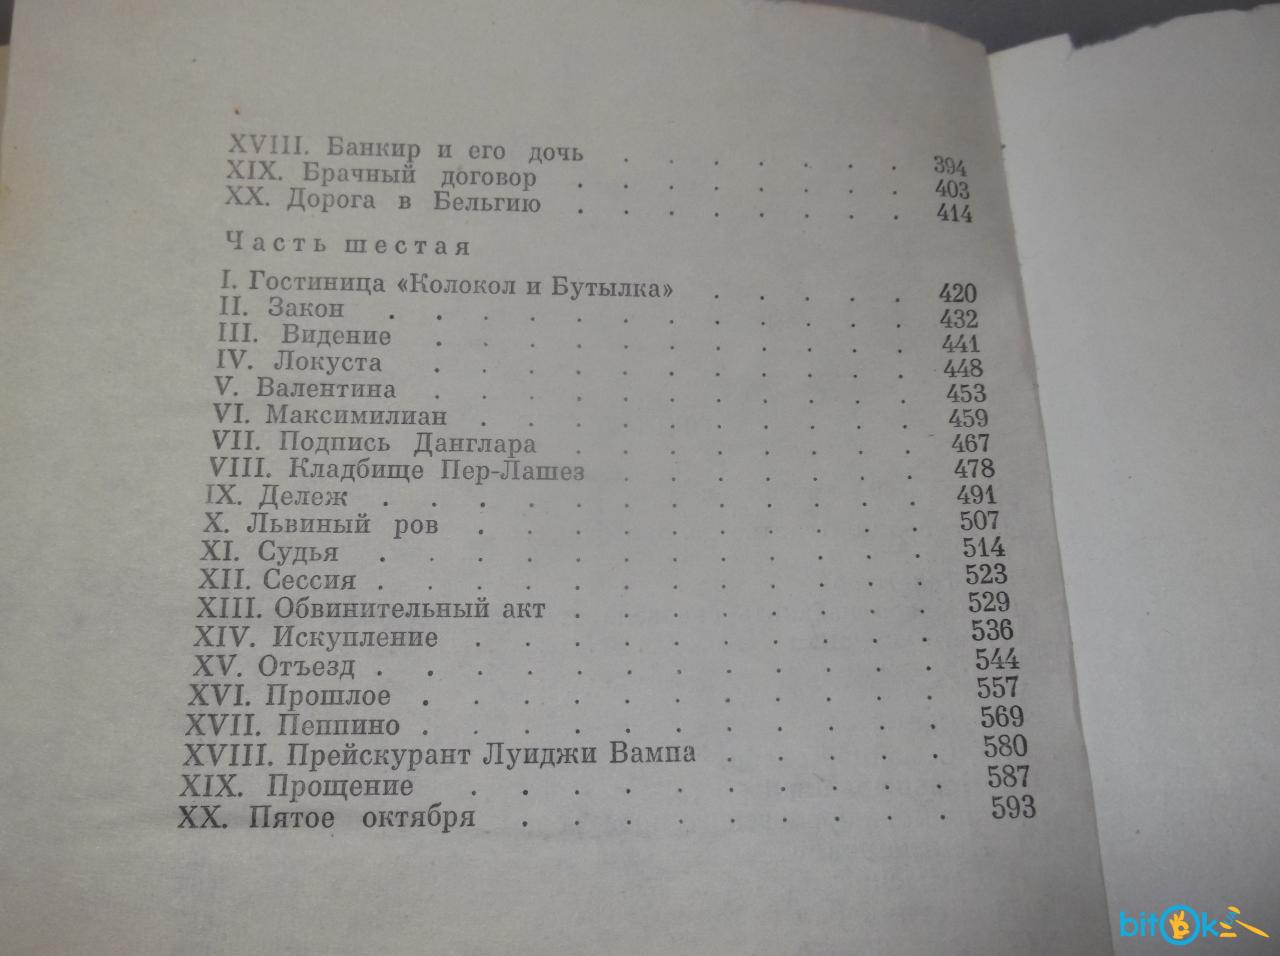 XVIII. Банкир и его дочь . . . . . . . 394
XIX. Брачный договор . . . . . . . . 403
XX. Дорога в Бельгию . . . . . . . . 414
Часть шестая
I. Гостиница «Колокол и Бутылка» . . . . . 420
II. Закон . . . . . . . . . . . . 432
III. Видение . . . . . . . . . . . 441
IV. Локуста . . . . . . . . . . . 448
V. Валентина . . . . . . . . . . . 453
VI. Максимилиан . . . . . . . . . . 459
VII. Подпись Данглара . . . . . . . . 467
VIII. Кладбище Пер-Лашез . . . . . . . 478
IX. Дележ . . . . . . . . . . . . 491
X. Львиный ров . . . . . . . . . . 507
XI. Судья . . . . . . . . . . . . 514
XII. Сессия . . . . . . . . . . . . 523
XIII. Обвинительный акт . . . . . . . . 529
XIV. Искупление . . . . . . . . . . 536
XV. Отъезд . . . . . . . . . . . . 544
XVI. Прошлое . . . . . . . . . . . 557
XVII. Пеппино . . . . . . . . . . . 569
XVIII. Прейскурант Луиджи Вампа . . . . . 580
XIX. Прощение . . . . . . . . . . 587
XX. Пятое октября . . . . . . . . . 593
bitOk